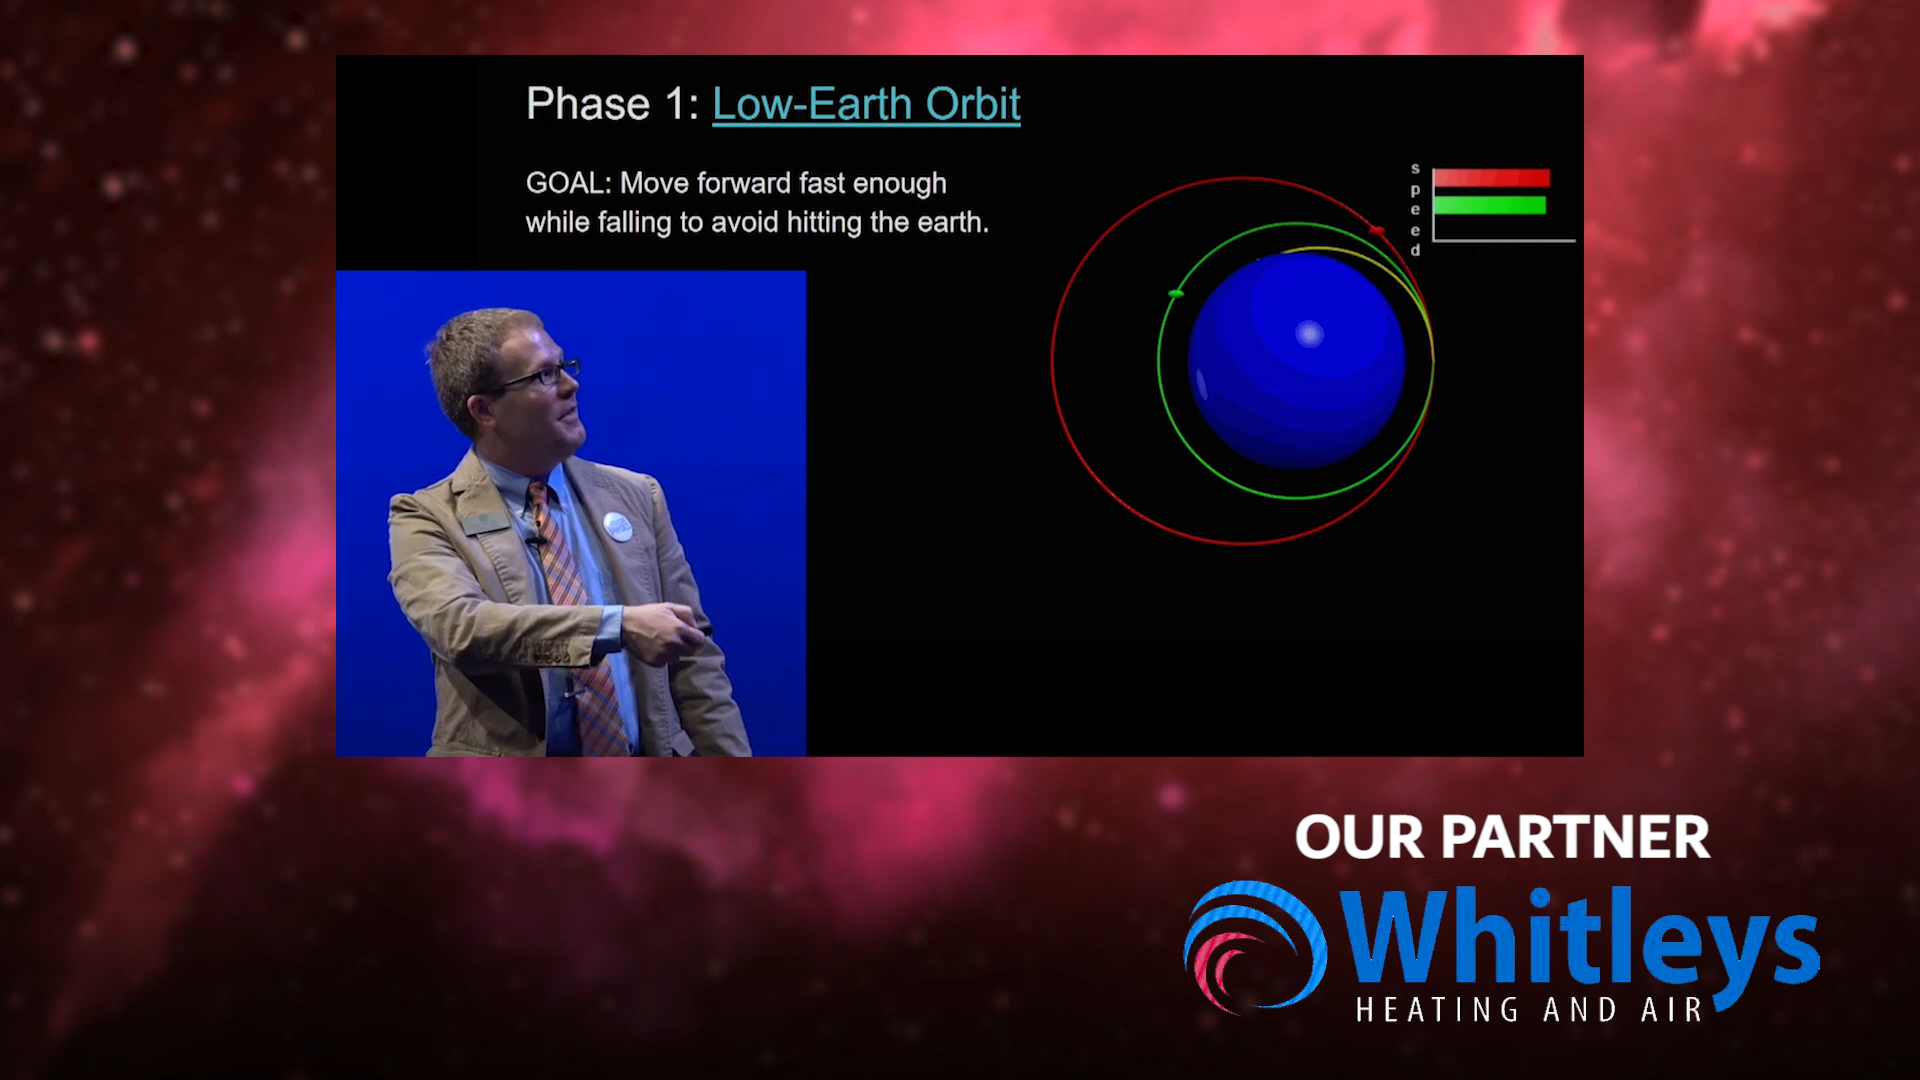 Phase 1: Low-Earth Orbit
GOAL: Move forward fast enough
while falling to avoid hitting the earth.
speed
OUR PARTNER
Whitleys
HEATING AND AIR